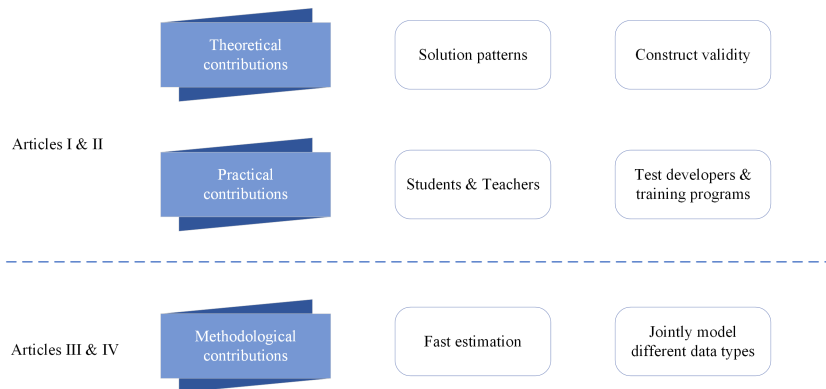 Theoretical
contributions
Solution patterns
Construct validity
Articles I & II
Practical
contributions
Students & Teachers
Test developers &
training programs
Articles III & IV
Methodological
contributions
Fast estimation
Jointly model
different data types